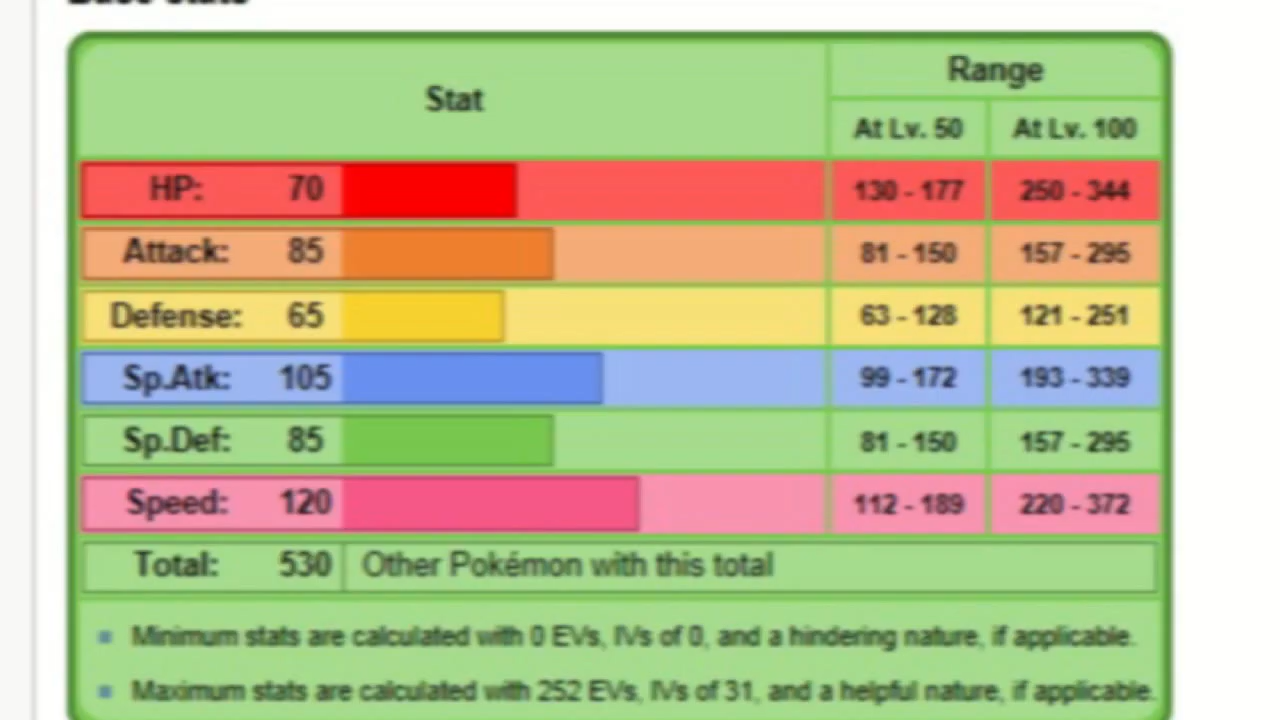 Base stats
Stat Range
At Lv. 50 At Lv. 100
HP: 70 130 - 177 250 - 344
Attack: 85 81 - 150 157 - 295
Defense: 65 63 - 128 121 - 251
Sp.Atk: 105 99 - 172 193 - 339
Sp.Def: 85 81 - 150 157 - 295
Speed: 120 112 - 189 220 - 372
Total: 530 Other Pokémon with this total
Minimum stats are calculated with 0 EVs, IVs of 0, and a hindering nature, if applicable.
Maximum stats are calculated with 252 EVs, IVs of 31, and a helpful nature, if applicable.